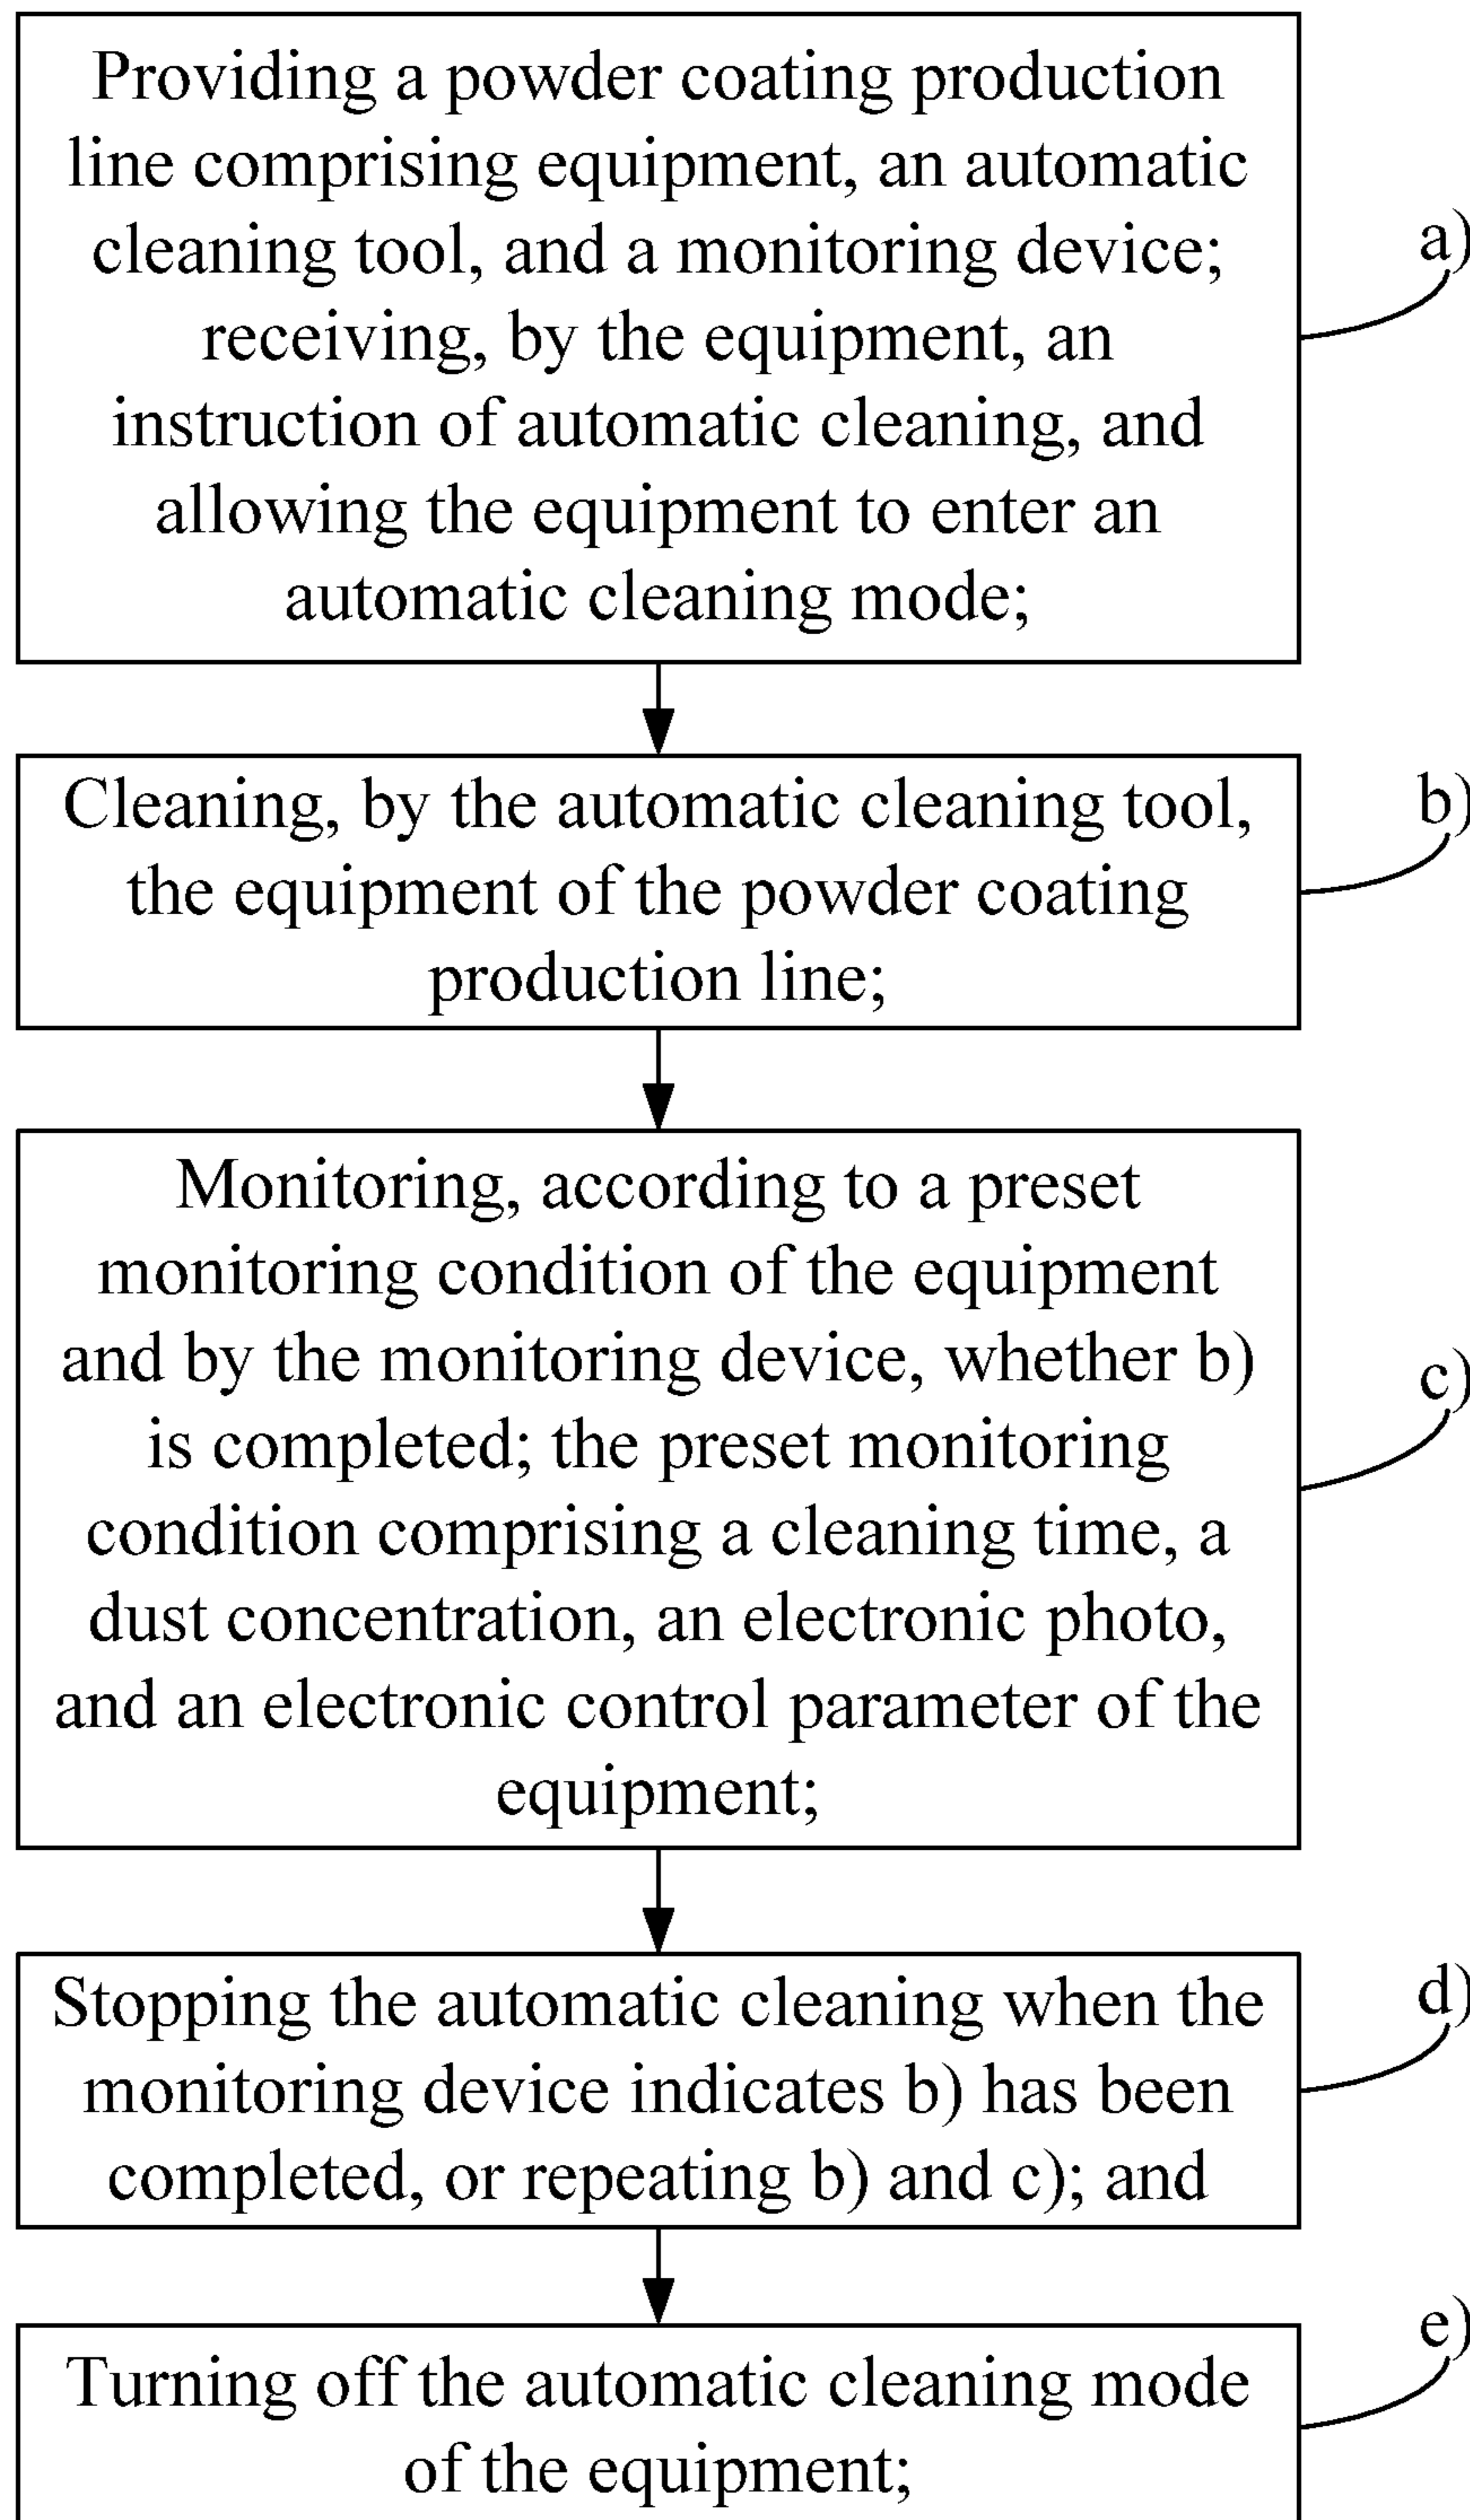 Providing a powder coating production
line comprising equipment, an automatic
cleaning tool, and a monitoring device;
receiving, by the equipment, an
instruction of automatic cleaning, and
allowing the equipment to enter an
automatic cleaning mode;
a)
Cleaning, by the automatic cleaning tool,
the equipment of the powder coating
production line;
b)
Monitoring, according to a preset
monitoring condition of the equipment
and by the monitoring device, whether b)
is completed; the preset monitoring
condition comprising a cleaning time, a
dust concentration, an electronic photo,
and an electronic control parameter of the
equipment;
c)
Stopping the automatic cleaning when the
monitoring device indicates b) has been
completed, or repeating b) and c); and
d)
Turning off the automatic cleaning mode
of the equipment;
e)